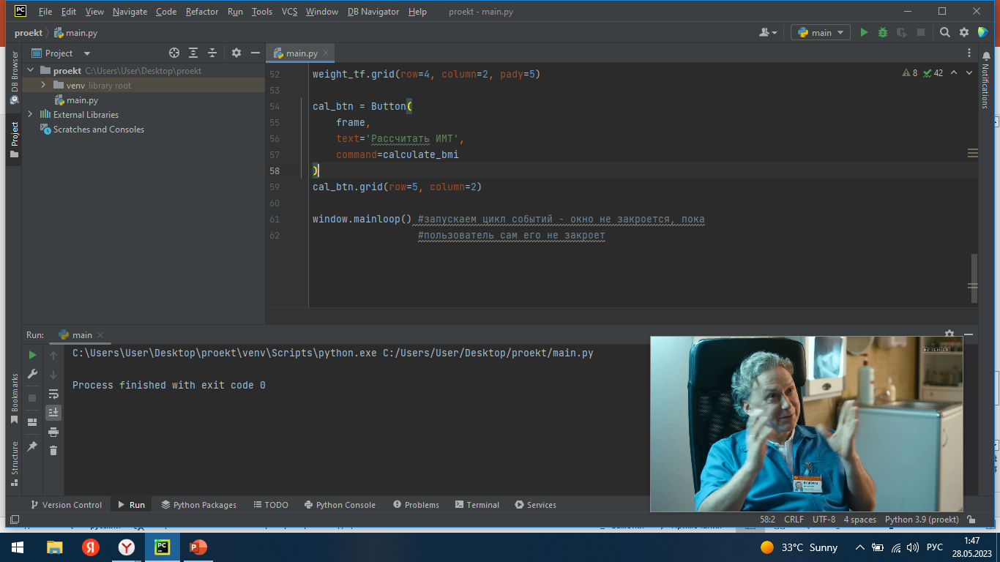 PC File Edit View Navigate Code Refactor Run Tools VCS Window DB Navigator Help proekt - main.py
proekt main.py main
Project main.py
DB Browser
Project
Notifications
proekt C:\Users\User\Desktop\proekt
venv library root
main.py
External Libraries
Scratches and Consoles
8 42
52 weight_tf.grid(row=4, column=2, pady=5)
53
54 cal_btn = Button(
55 frame,
56 text='Рассчитать ИМТ',
57 command=calculate_bmi
58 )
59 cal_btn.grid(row=5, column=2)
60
61 window.mainloop() #запускаем цикл событий - окно не закроется, пока
62 #пользователь сам его не закроет
Run: main
C:\Users\User\Desktop\proekt\venv\Scripts\python.exe C:/Users/User/Desktop/proekt/main.py
Process finished with exit code 0
Bookmarks
Structure
PREMIER
Version Control Run Python Packages TODO Python Console Problems Terminal Services
58:2 CRLF UTF-8 4 spaces Python 3.9 (proekt)
Я Y PC P 33°C Sunny РУС 1:47
28.05.2023